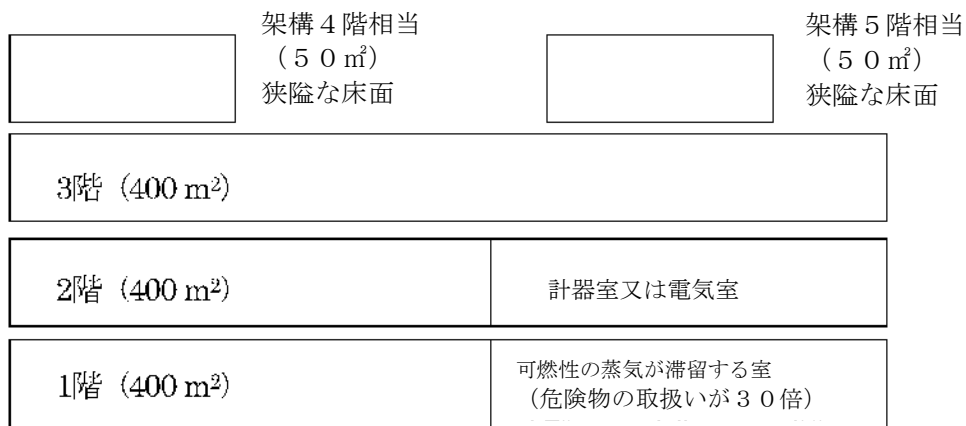 架構４階相当
（５０㎡）
狭隘な床面
架構５階相当
（５０㎡）
狭隘な床面
3階（400 m²）
2階（400 m²）
計器室又は電気室
1階（400 m²）
可燃性の蒸気が滞留する室
（危険物の取扱いが３０倍）